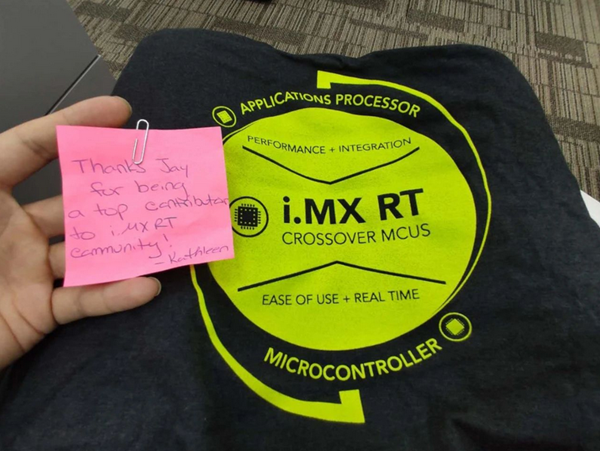 Thanks Jay
for being
a top contributor
to i.MX RT
community!
- Kathleen
APPLICATIONS PROCESSOR
PERFORMANCE + INTEGRATION
i.MX RT
CROSSOVER MCUS
EASE OF USE + REAL TIME
MICROCONTROLLER